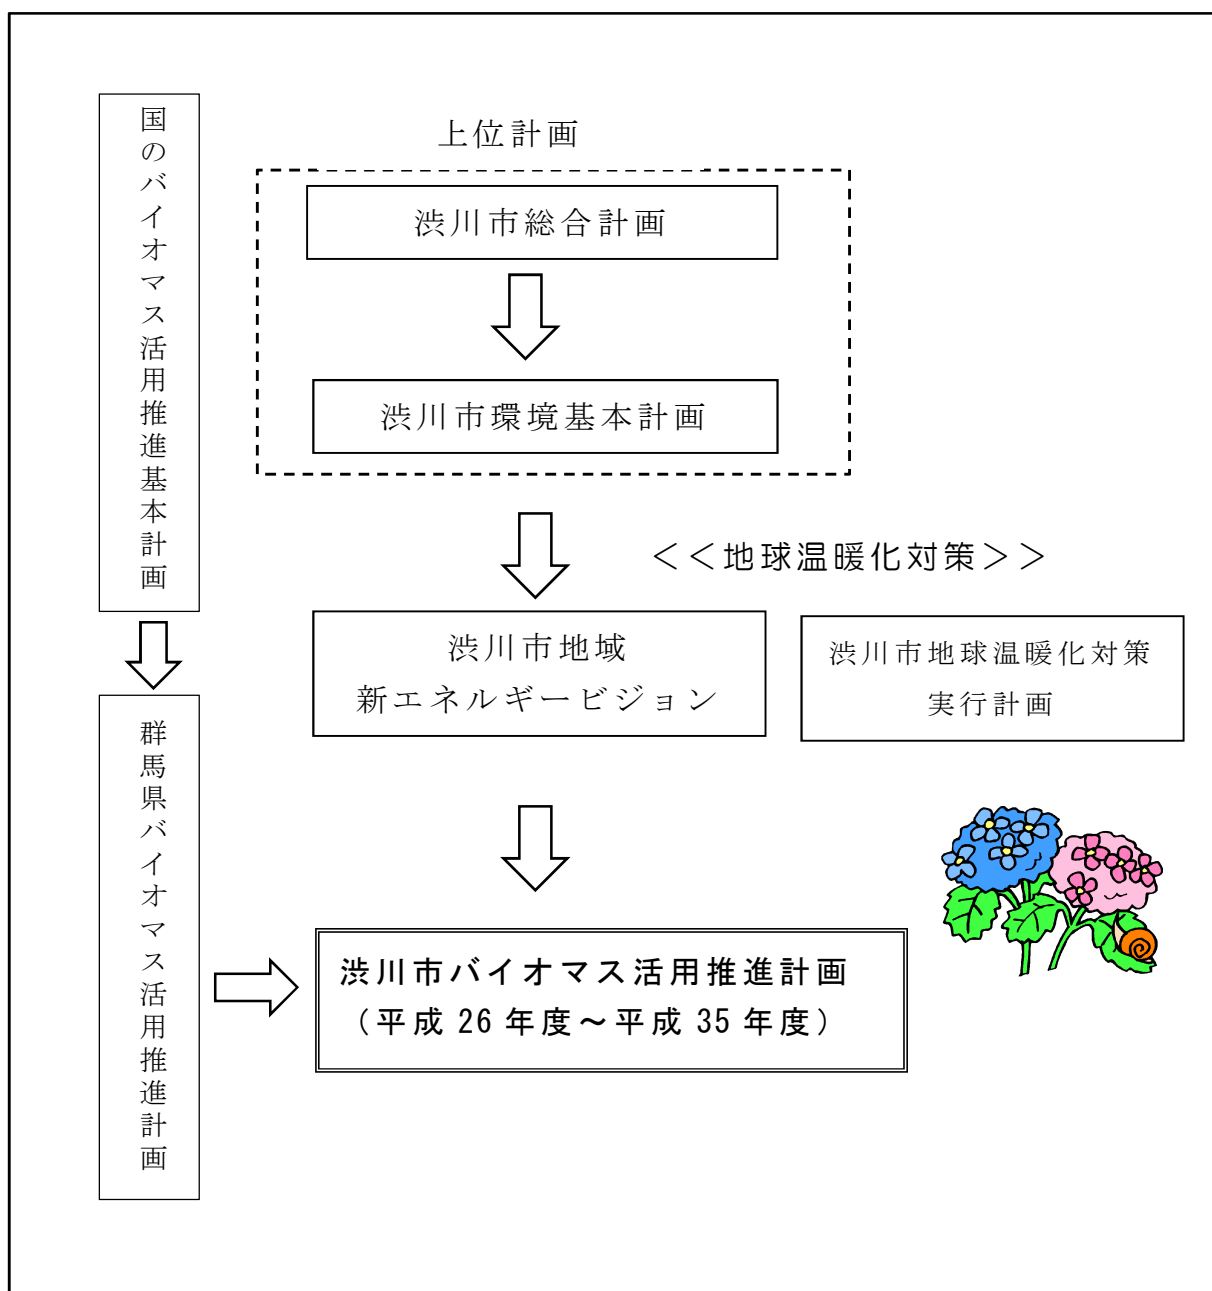 国のバイオマス活用推進基本計画
上位計画
渋川市総合計画
渋川市環境基本計画
＜＜地球温暖化対策＞＞
渋川市地域
新エネルギービジョン
渋川市地球温暖化対策
実行計画
群馬県バイオマス活用推進計画
渋川市バイオマス活用推進計画
（平成 26 年度～平成 35 年度）